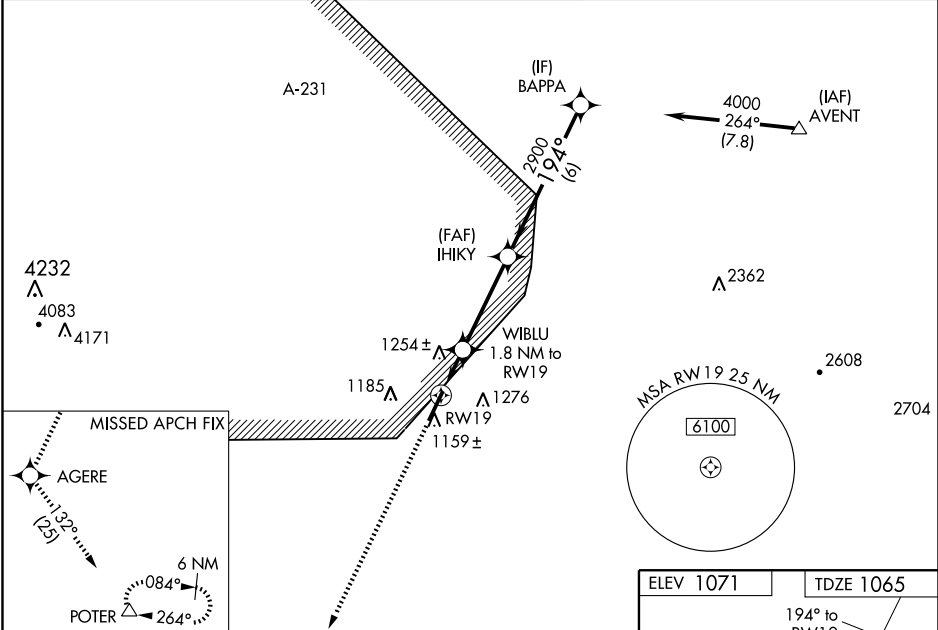 A-231
(IF)
BAPPA
4000
264°
(7.8)
(IAF)
AVENT
2900
194°
(6)
(FAF)
IHIKY
4232
4083
4171
2362
WIBLU
1.8 NM to
RW19
1254 ±
1185
1276
RW19
1159 ±
2608
2704
MSA RW19 25 NM
6100
MISSED APCH FIX
AGERE
132°
(25)
6 NM
084°
264°
POTER
ELEV 1071
TDZE 1065
194° to